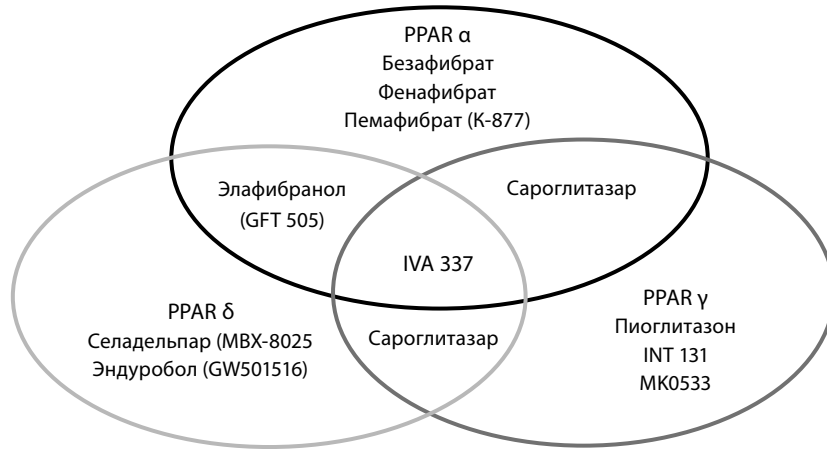 PPAR α
Безафибрат
Фенафибрат
Пемафибрат (K-877)
Элафибранол
(GFT 505)
Сароглитазар
IVA 337
PPAR δ
Селадельпар (MBX-8025
Эндуробол (GW501516)
Сароглитазар
PPAR γ
Пиоглитазон
INT 131
MK0533